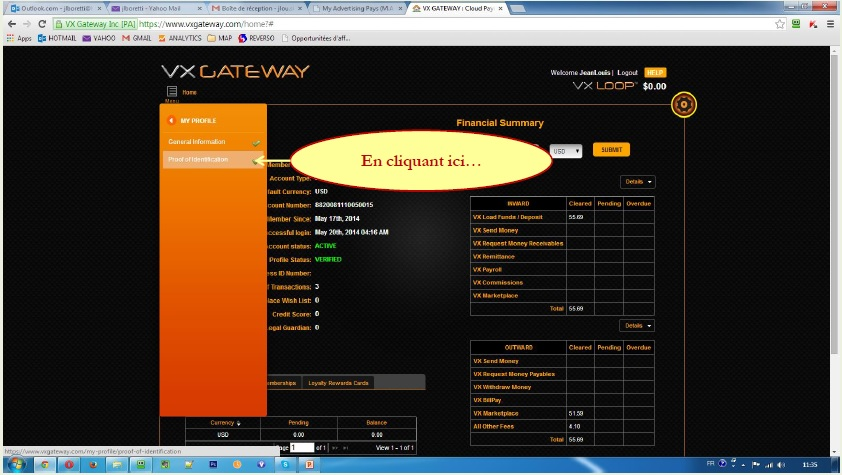 Outlook.com - jlboretti@
jlboretti - Yahoo Mail
Boîte de réception - jlou.
My Advertising Pays (MA
VX GATEWAY : Cloud Pay
VX Gateway Inc [PA] https://www.vxgateway.com/home!#
Apps HOTMAIL YAHOO GMAIL ANALYTICS MAP REVERSO Opportunitées d'aff...
VX GATEWAY
Welcome JeanLouis | Logout HELP
VX LOOP $0.00
Home
Menu
MY PROFILE
General Information
Proof of Identification
En cliquant ici…
Financial Summary
USD
SUBMIT
Member
Account Type:
fault Currency: USD
count Number: 8820081110050015
Member Since: May 17th, 2014
ccessful login: May 20th, 2014 04:16 AM
ccount status: ACTIVE
Profile Status: VERIFIED
ess ID Number:
Transactions: 3
lace Wish List: 0
Credit Score: 0
egal Guardian: 0
Details
INWARD Cleared Pending Overdue
VX Load Funds / Deposit 55.69
VX Send Money
VX Request Money Receivables
VX Remittance
VX Payroll
VX Commissions
VX Marketplace
Total 55.69
Details
OUTWARD Cleared Pending Overdue
VX Send Money
VX Request Money Payables
VX Withdraw Money
VX BillPay
VX Marketplace 51.59
All Other Fees 4.10
Total 55.69
mberships Loyalty Rewards Cards
Currency Pending Balance
USD 0.00 0.00
Page 1 of 1 View 1 - 1 of 1
https://www.vxgateway.com/my-profile/proof-of-identification
FR 11:35